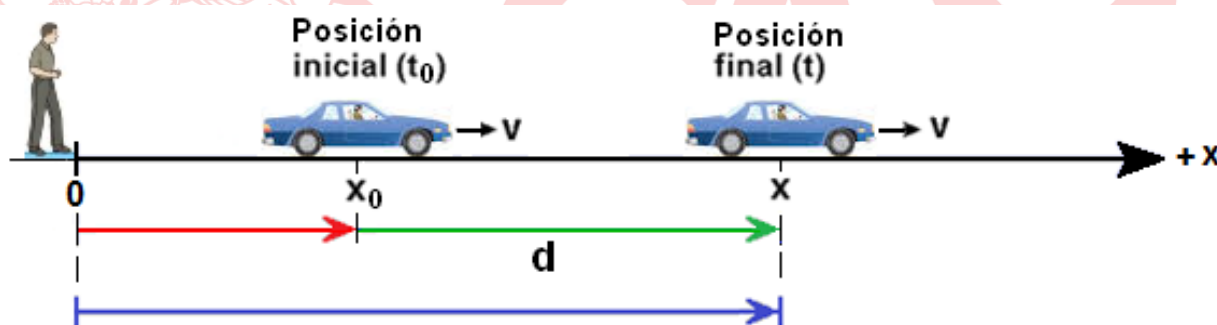 Posición
inicial (t₀)
Posición
final (t)
v
v
+ x
0
x₀
x
d